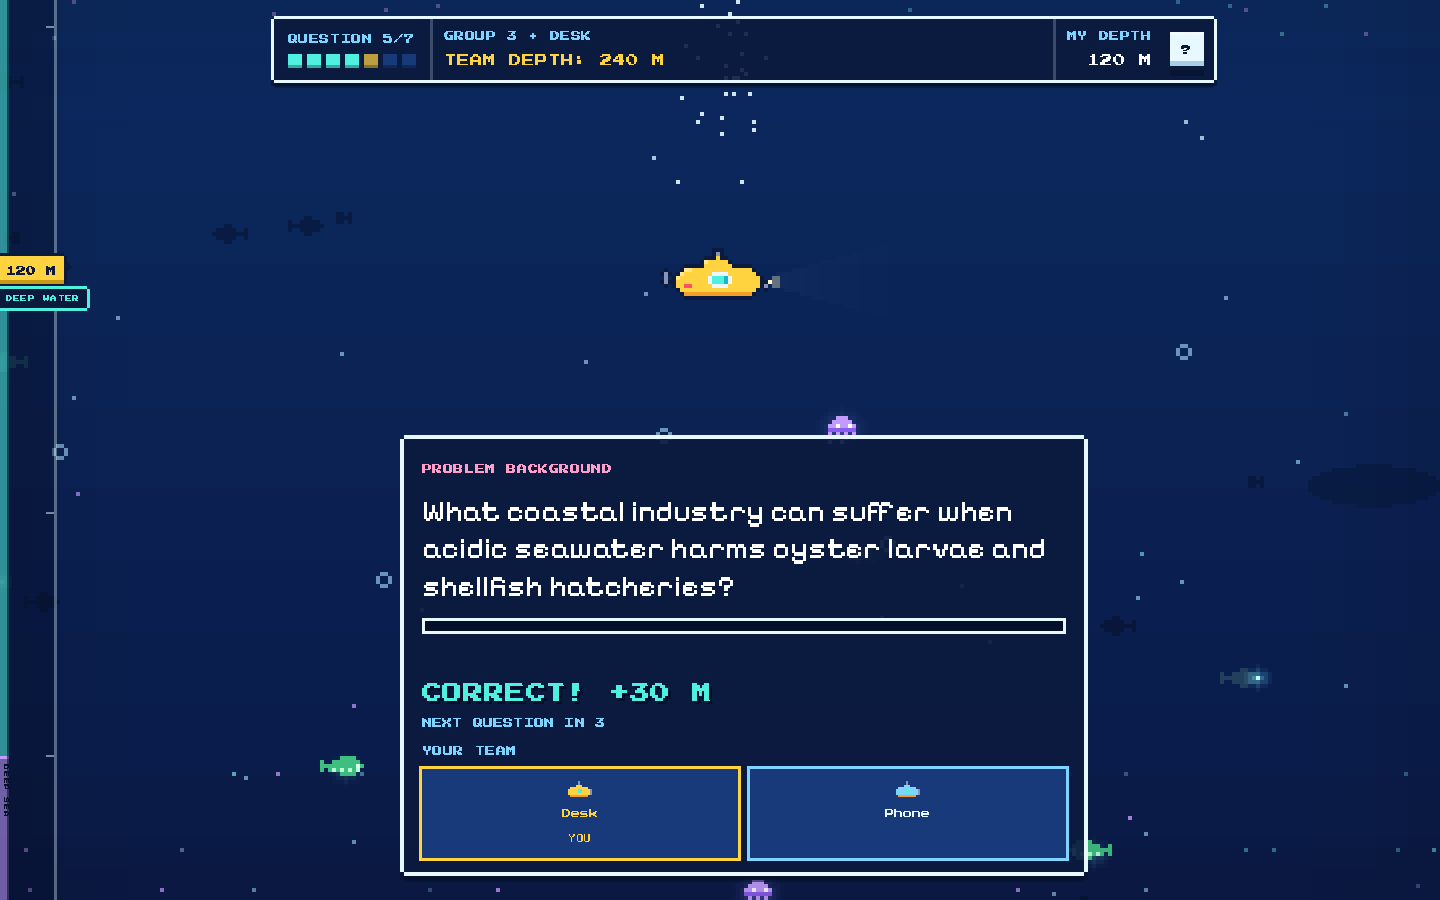 QUESTION 5/7
GROUP 3 + DESK
TEAM DEPTH: 240 M
MY DEPTH
120 M
?
120 M
DEEP WATER
PROBLEM BACKGROUND
What coastal industry can suffer when
acidic seawater harms oyster larvae and
shellfish hatcheries?
CORRECT! +30 M
NEXT QUESTION IN 3
YOUR TEAM
Desk
YOU
Phone
DEEP SEA